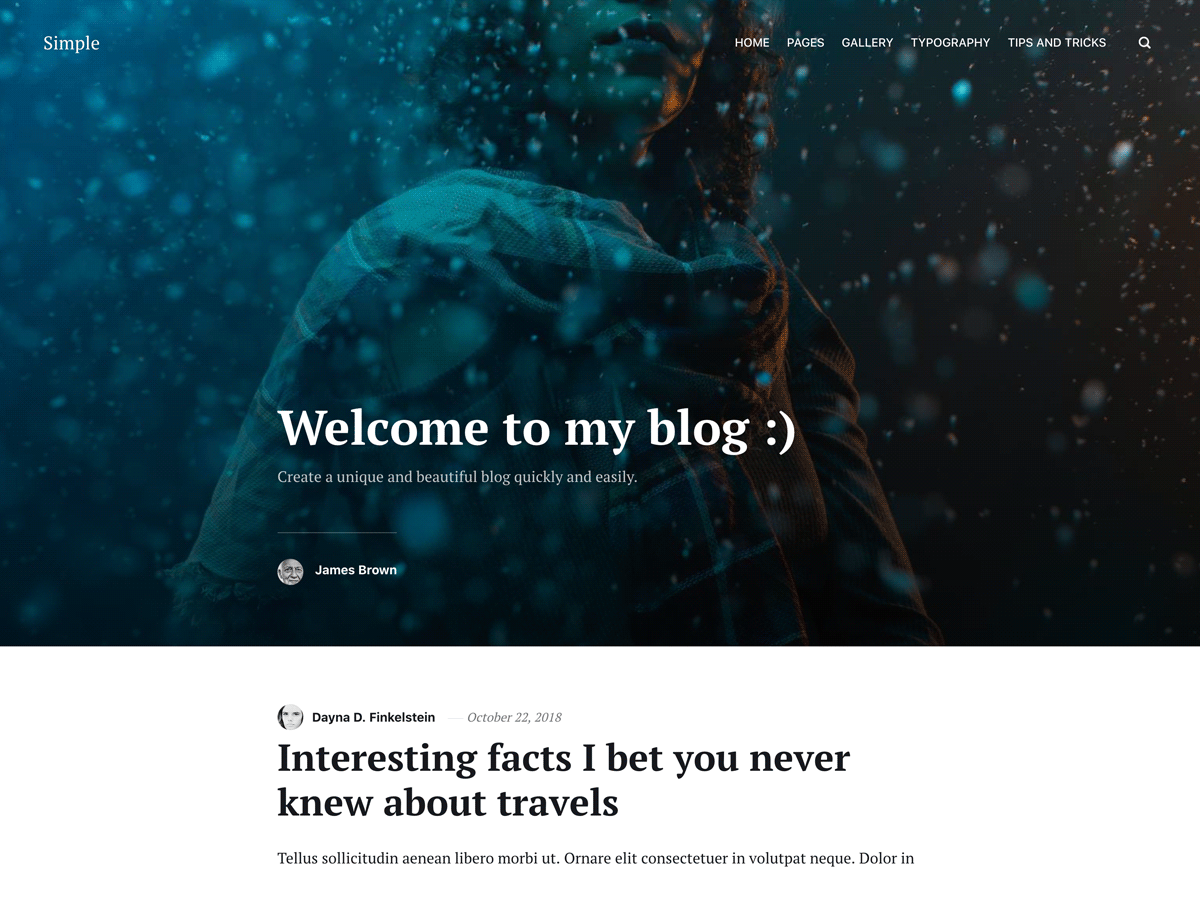 Simple
HOME PAGES GALLERY TYPOGRAPHY TIPS AND TRICKS
Welcome to my blog :)
Create a unique and beautiful blog quickly and easily.
James Brown
Dayna D. Finkelstein October 22, 2018
Interesting facts I bet you never
knew about travels
Tellus sollicitudin aenean libero morbi ut. Ornare elit consectetuer in volutpat neque. Dolor in